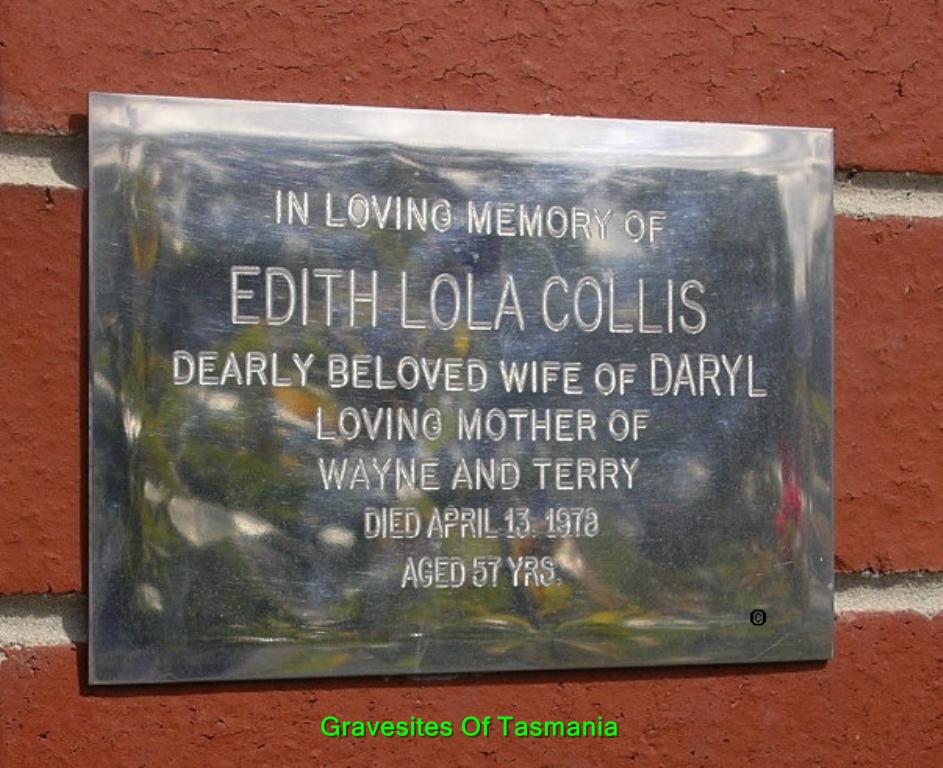 IN LOVING MEMORY OF
EDITH LOLA COLLIS
DEARLY BELOVED WIFE OF DARYL
LOVING MOTHER OF
WAYNE AND TERRY
DIED APRIL 13. 1978
AGED 57 YRS.
©
Gravesites Of Tasmania